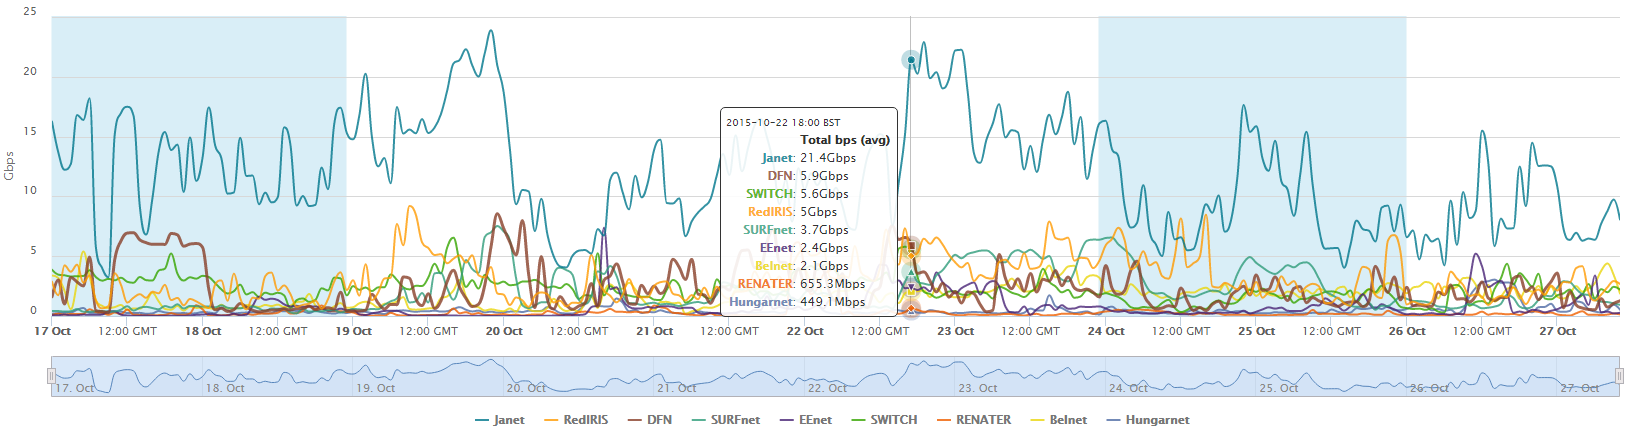 25
20
15
10
5
0
Gbps
2015-10-22 18:00 BST
Total bps (avg)
Janet: 21.4Gbps
DFN: 5.9Gbps
SWITCH: 5.6Gbps
RedIRIS: 5Gbps
SURFnet: 3.7Gbps
EEnet: 2.4Gbps
Belnet: 2.1Gbps
RENATER: 655.3Mbps
Hungarnet: 449.1Mbps
17 Oct 12:00 GMT 18 Oct 12:00 GMT 19 Oct 12:00 GMT 20 Oct 12:00 GMT 21 Oct 12:00 GMT 22 Oct 12:00 GMT 23 Oct 12:00 GMT 24 Oct 12:00 GMT 25 Oct 12:00 GMT 26 Oct 12:00 GMT 27 Oct
17. Oct 18. Oct 19. Oct 20. Oct 21. Oct 22. Oct 23. Oct 24. Oct 25. Oct 26. Oct 27. Oct
Janet RedIRIS DFN SURFnet EEnet SWITCH RENATER Belnet Hungarnet